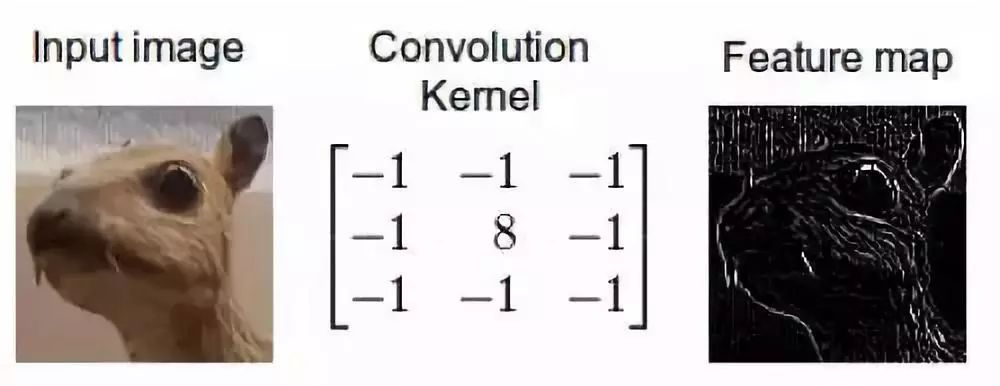 Input image
Convolution
Kernel
Feature map
-1 -1 -1
-1 8 -1
-1 -1 -1